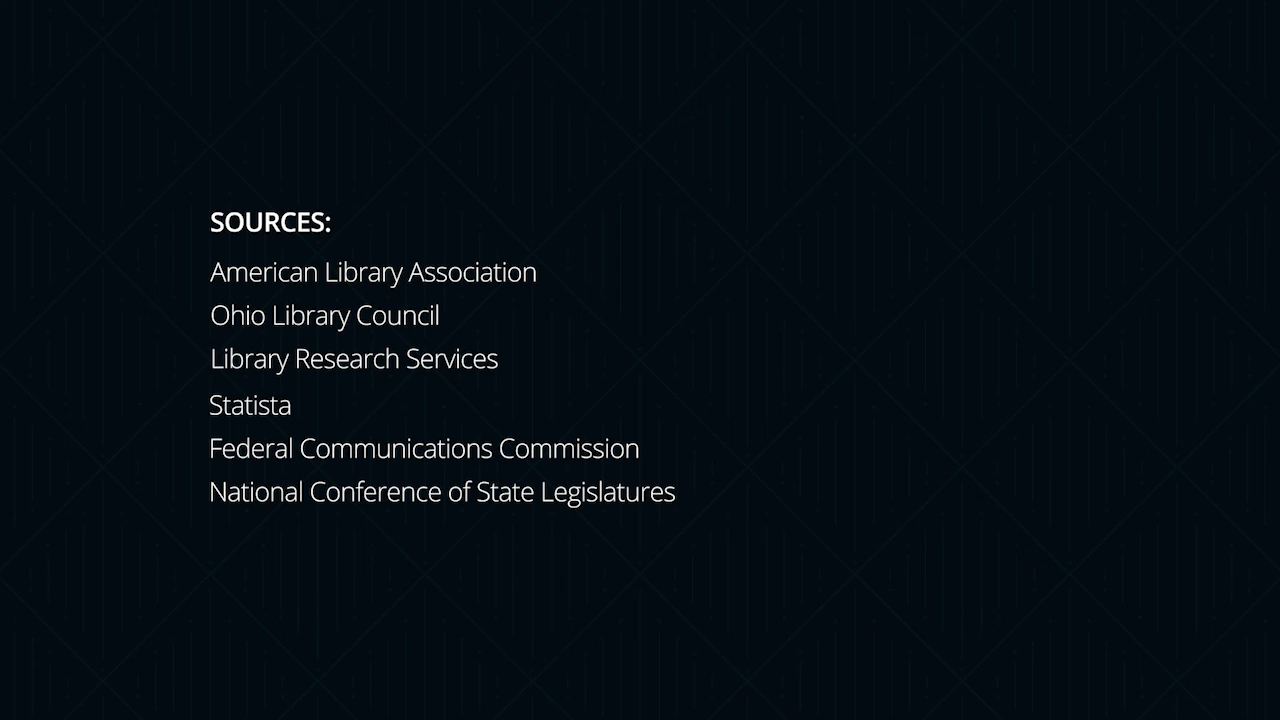 SOURCES:
American Library Association
Ohio Library Council
Library Research Services
Statista
Federal Communications Commission
National Conference of State Legislatures